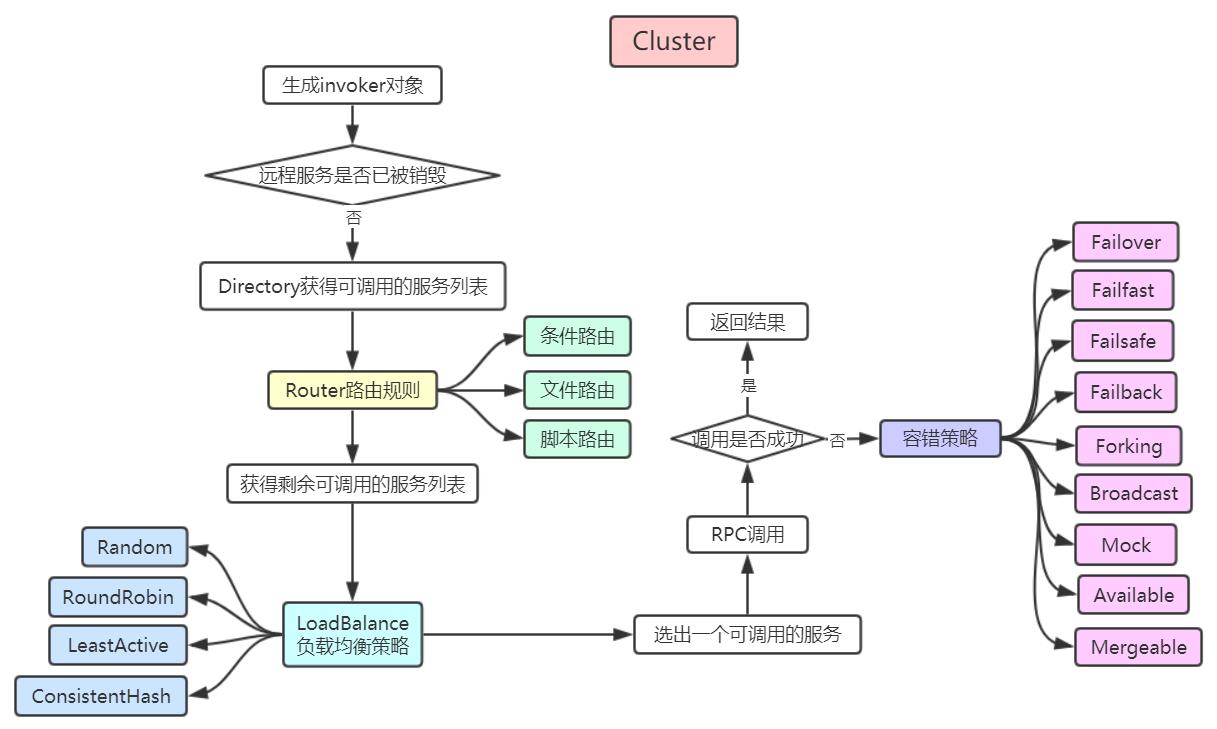 Cluster
生成invoker对象
远程服务是否已被销毁
否
Directory获得可调用的服务列表
Router路由规则
条件路由
文件路由
脚本路由
获得剩余可调用的服务列表
LoadBalance
负载均衡策略
Random
RoundRobin
LeastActive
ConsistentHash
选出一个可调用的服务
RPC调用
调用是否成功
是
返回结果
否
容错策略
Failover
Failfast
Failsafe
Failback
Forking
Broadcast
Mock
Available
Mergeable